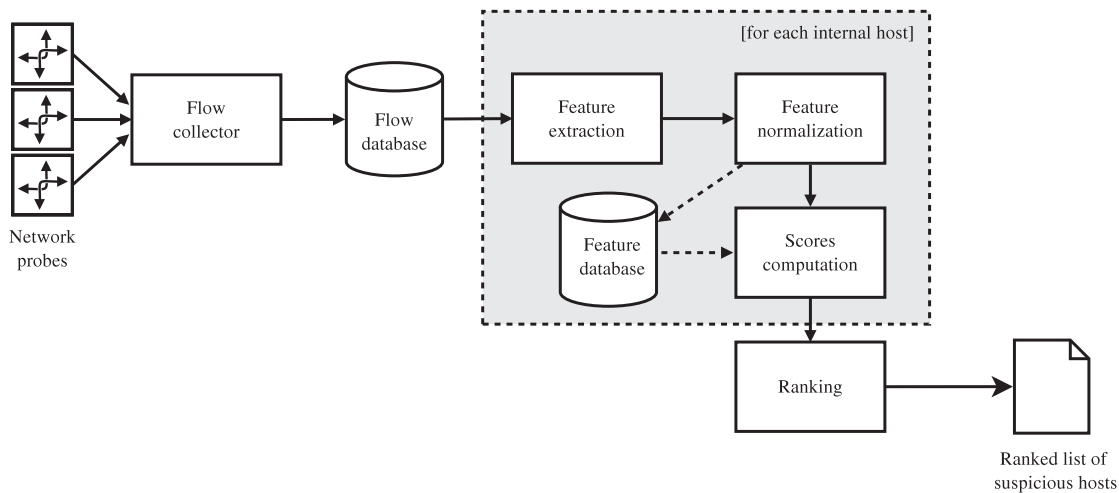 [for each internal host]
Flow
collector
Flow
database
Feature
extraction
Feature
normalization
Network
probes
Feature
database
Scores
computation
Ranking
Ranked list of
suspicious hosts